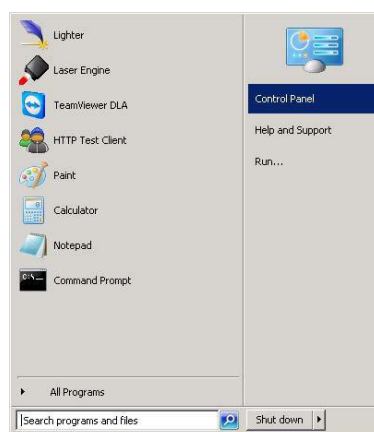 Lighter
Laser Engine
TeamViewer DLA
HTTP Test Client
Paint
Calculator
Notepad
Command Prompt
All Programs
Search programs and files
Control Panel
Help and Support
Run...
Shut down